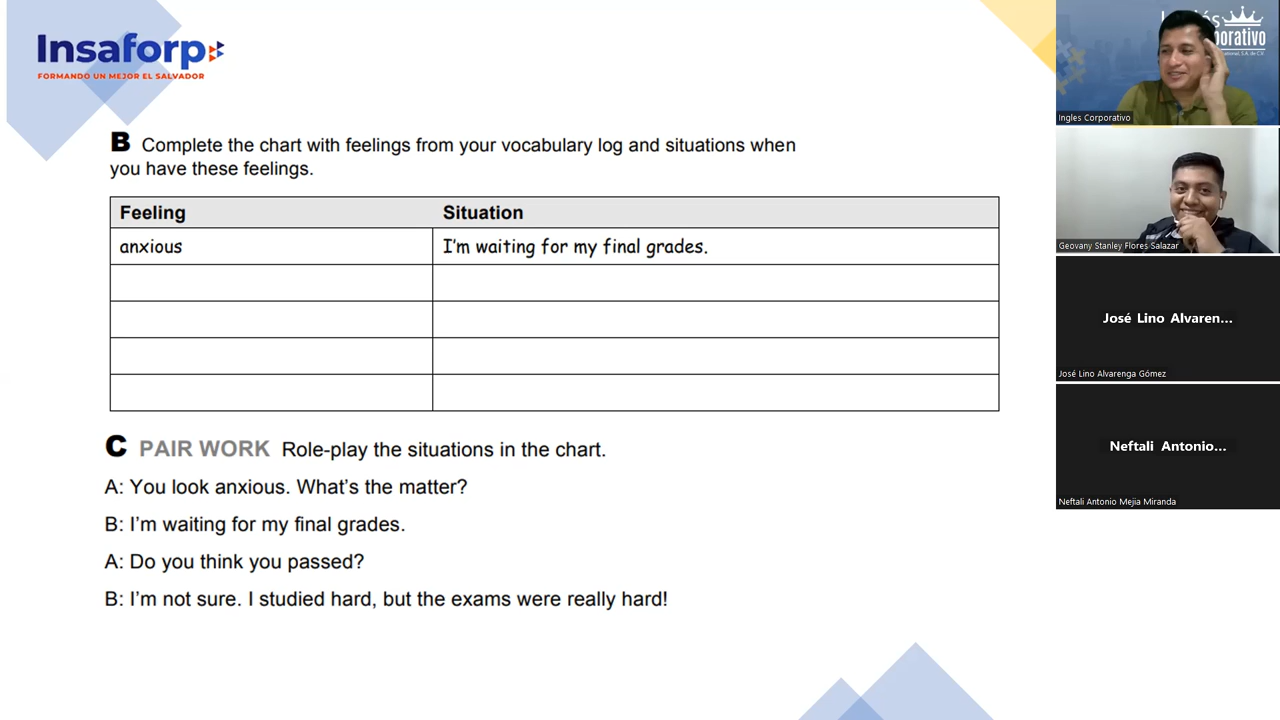 Insaforp
FORMANDO UN MEJOR EL SALVADOR
B Complete the chart with feelings from your vocabulary log and situations when
you have these feelings.
Feeling Situation
anxious I'm waiting for my final grades.
C PAIR WORK Role-play the situations in the chart.
A: You look anxious. What's the matter?
B: I'm waiting for my final grades.
A: Do you think you passed?
B: I'm not sure. I studied hard, but the exams were really hard!
Ingles Corporativo
Geovany Stanley Flores Salazar
José Lino Alvaren...
José Lino Alvarenga Gómez
Neftali Antonio...
Neftali Antonio Mejia Miranda